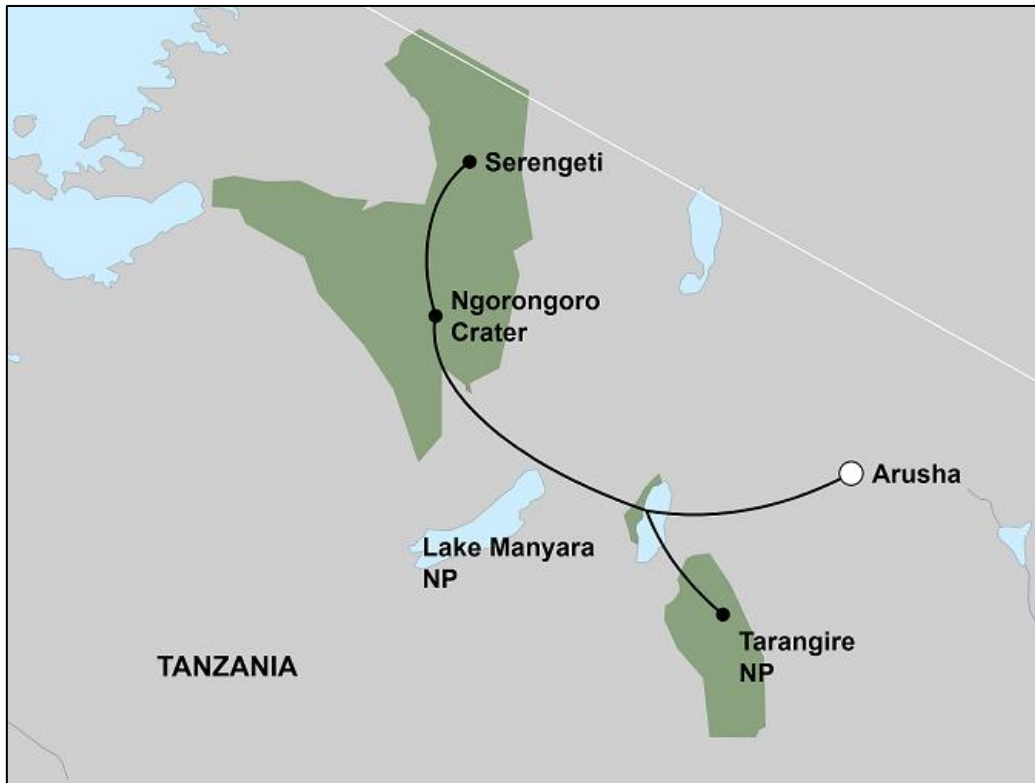 Serengeti
Ngorongoro
Crater
Arusha
Lake Manyara
NP
Tarangire
NP
TANZANIA